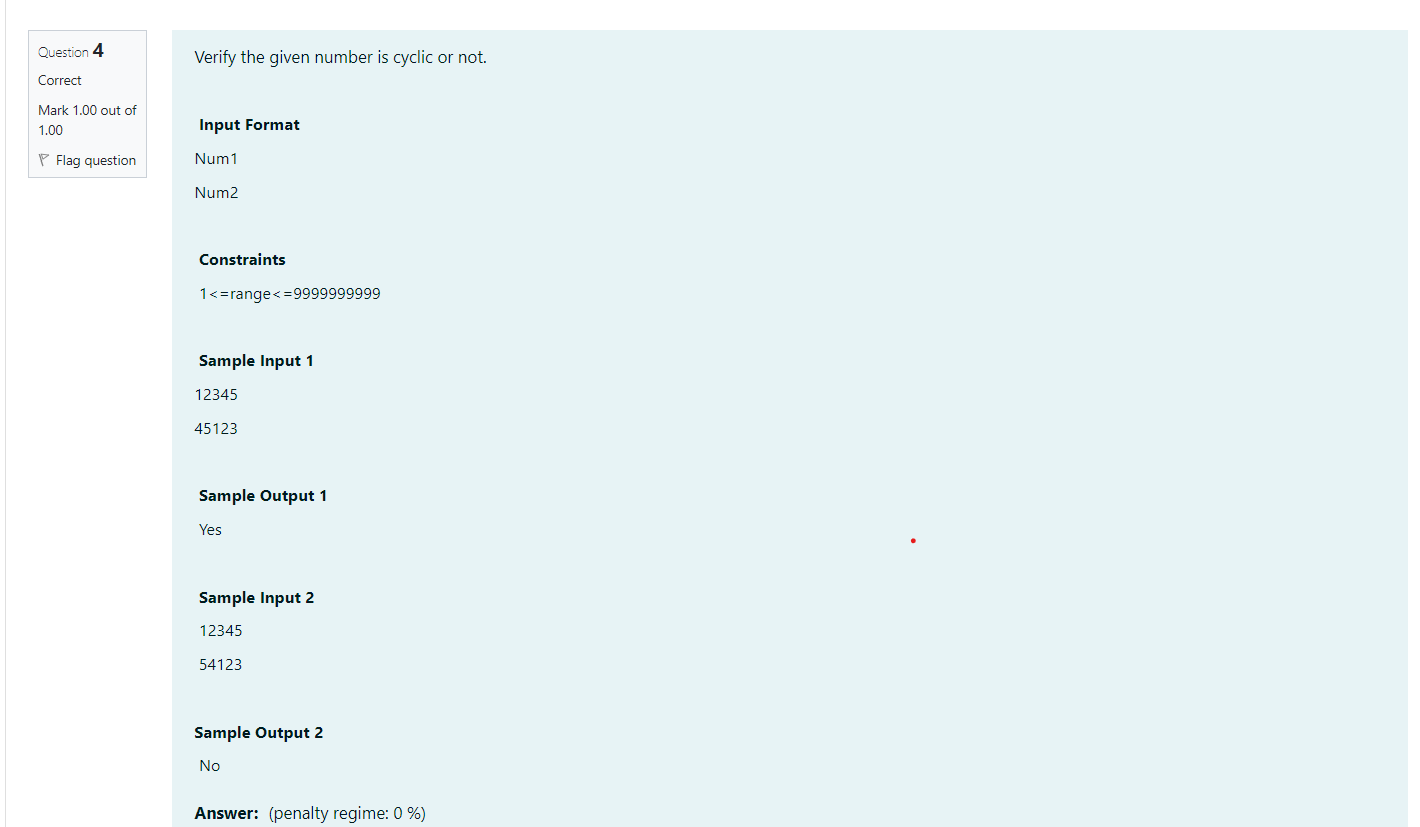 Question 4
Correct
Mark 1.00 out of
1.00
Flag question
Verify the given number is cyclic or not.
Input Format
Num1
Num2
Constraints
1<=range<=9999999999
Sample Input 1
12345
45123
Sample Output 1
Yes
Sample Input 2
12345
54123
Sample Output 2
No
Answer: (penalty regime: 0 %)